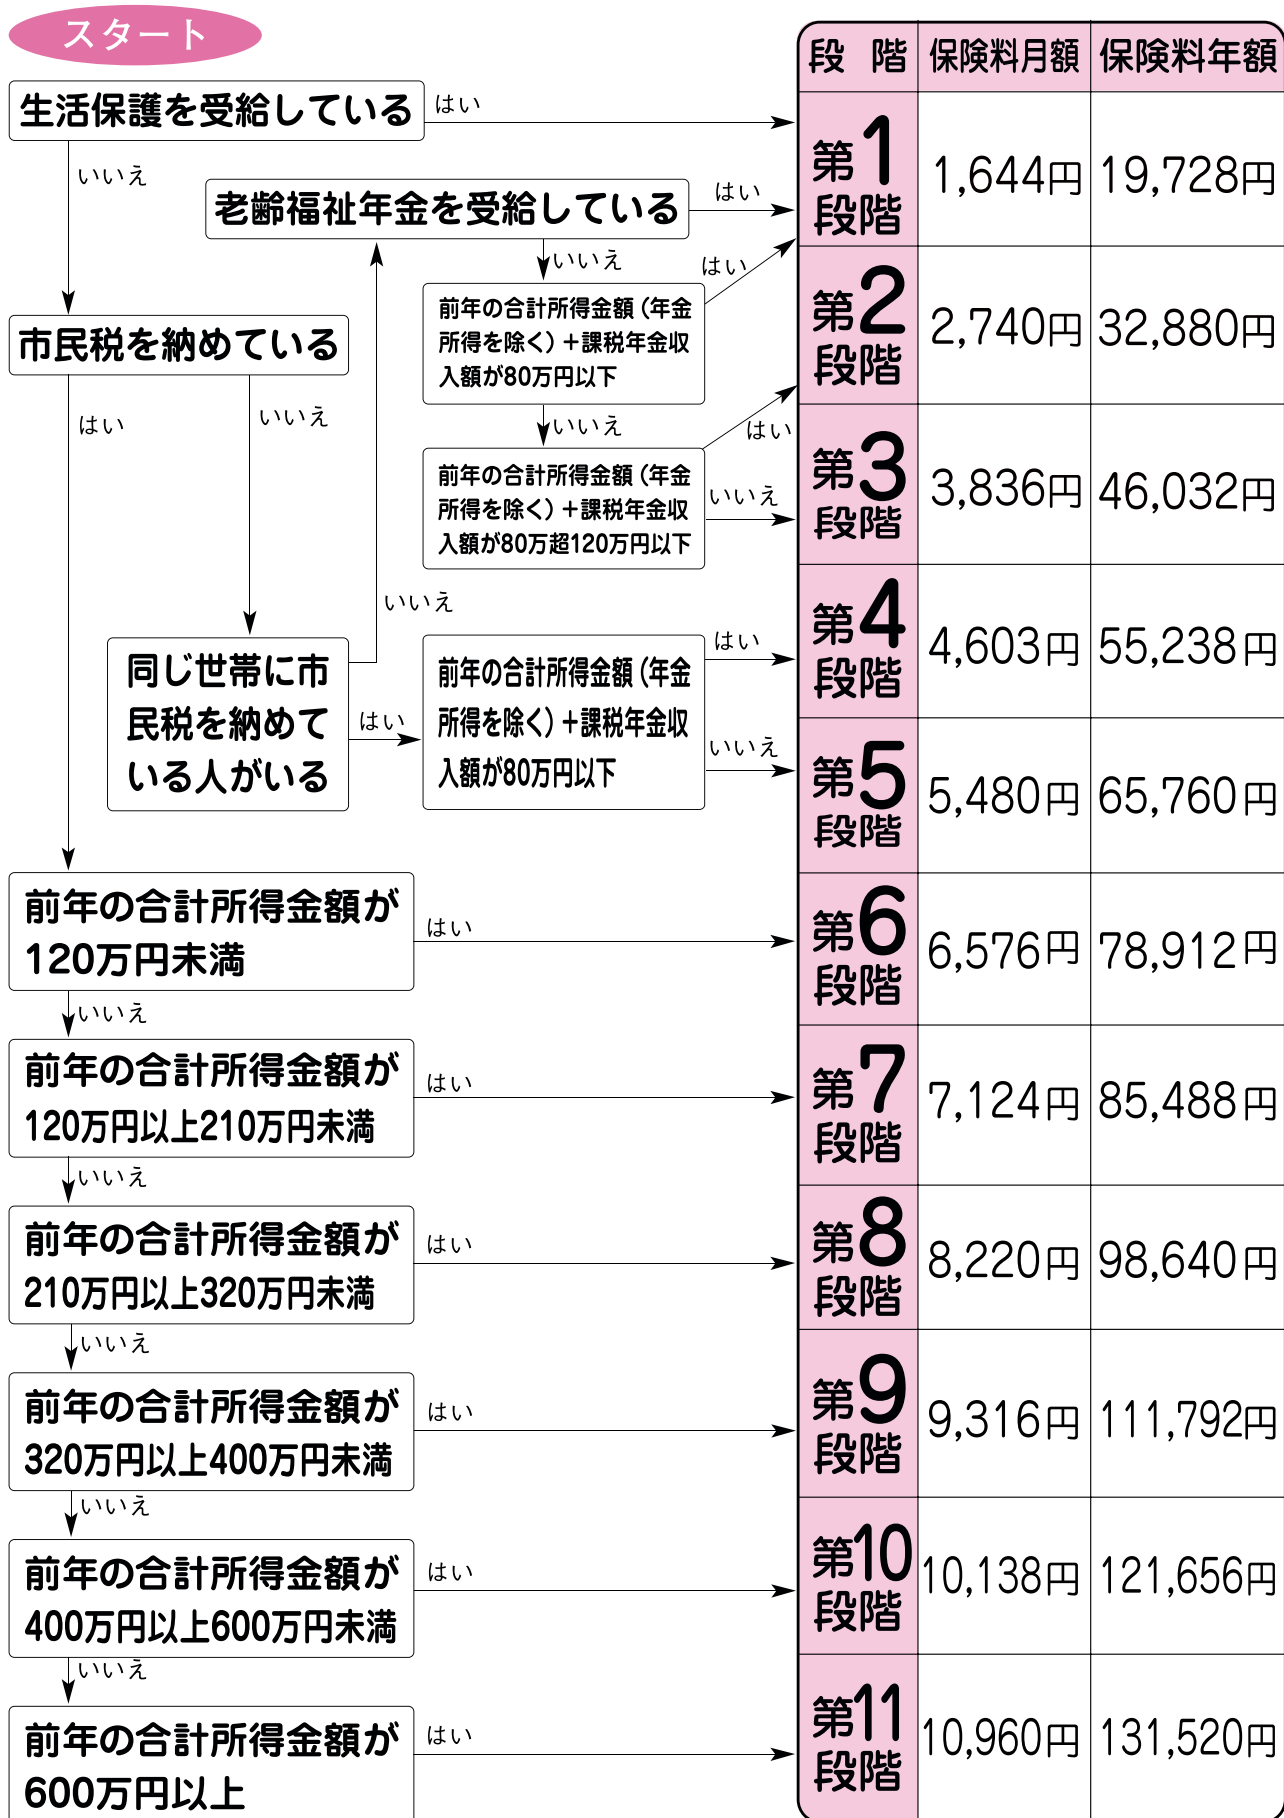 スタート
生活保護を受給している
はい
いいえ
老齢福祉年金を受給している
はい
いいえ
前年の合計所得金額（年金
所得を除く）＋課税年金収
入額が80万円以下
はい
いいえ
市民税を納めている
はい
いいえ
前年の合計所得金額（年金
所得を除く）＋課税年金収
入額が80万超120万円以下
はい
いいえ
同じ世帯に市
民税を納めて
いる人がいる
いいえ
はい
前年の合計所得金額（年金
所得を除く）＋課税年金収
入額が80万円以下
はい
いいえ
前年の合計所得金額が
120万円未満
はい
いいえ
前年の合計所得金額が
120万円以上210万円未満
はい
いいえ
前年の合計所得金額が
210万円以上320万円未満
はい
いいえ
前年の合計所得金額が
320万円以上400万円未満
はい
いいえ
前年の合計所得金額が
400万円以上600万円未満
はい
いいえ
前年の合計所得金額が
600万円以上
はい
段階 保険料月額 保険料年額
第1
段階
1,644円 19,728円
第2
段階
2,740円 32,880円
第3
段階
3,836円 46,032円
第4
段階
4,603円 55,238円
第5
段階
5,480円 65,760円
第6
段階
6,576円 78,912円
第7
段階
7,124円 85,488円
第8
段階
8,220円 98,640円
第9
段階
9,316円 111,792円
第10
段階
10,138円 121,656円
第11
段階
10,960円 131,520円